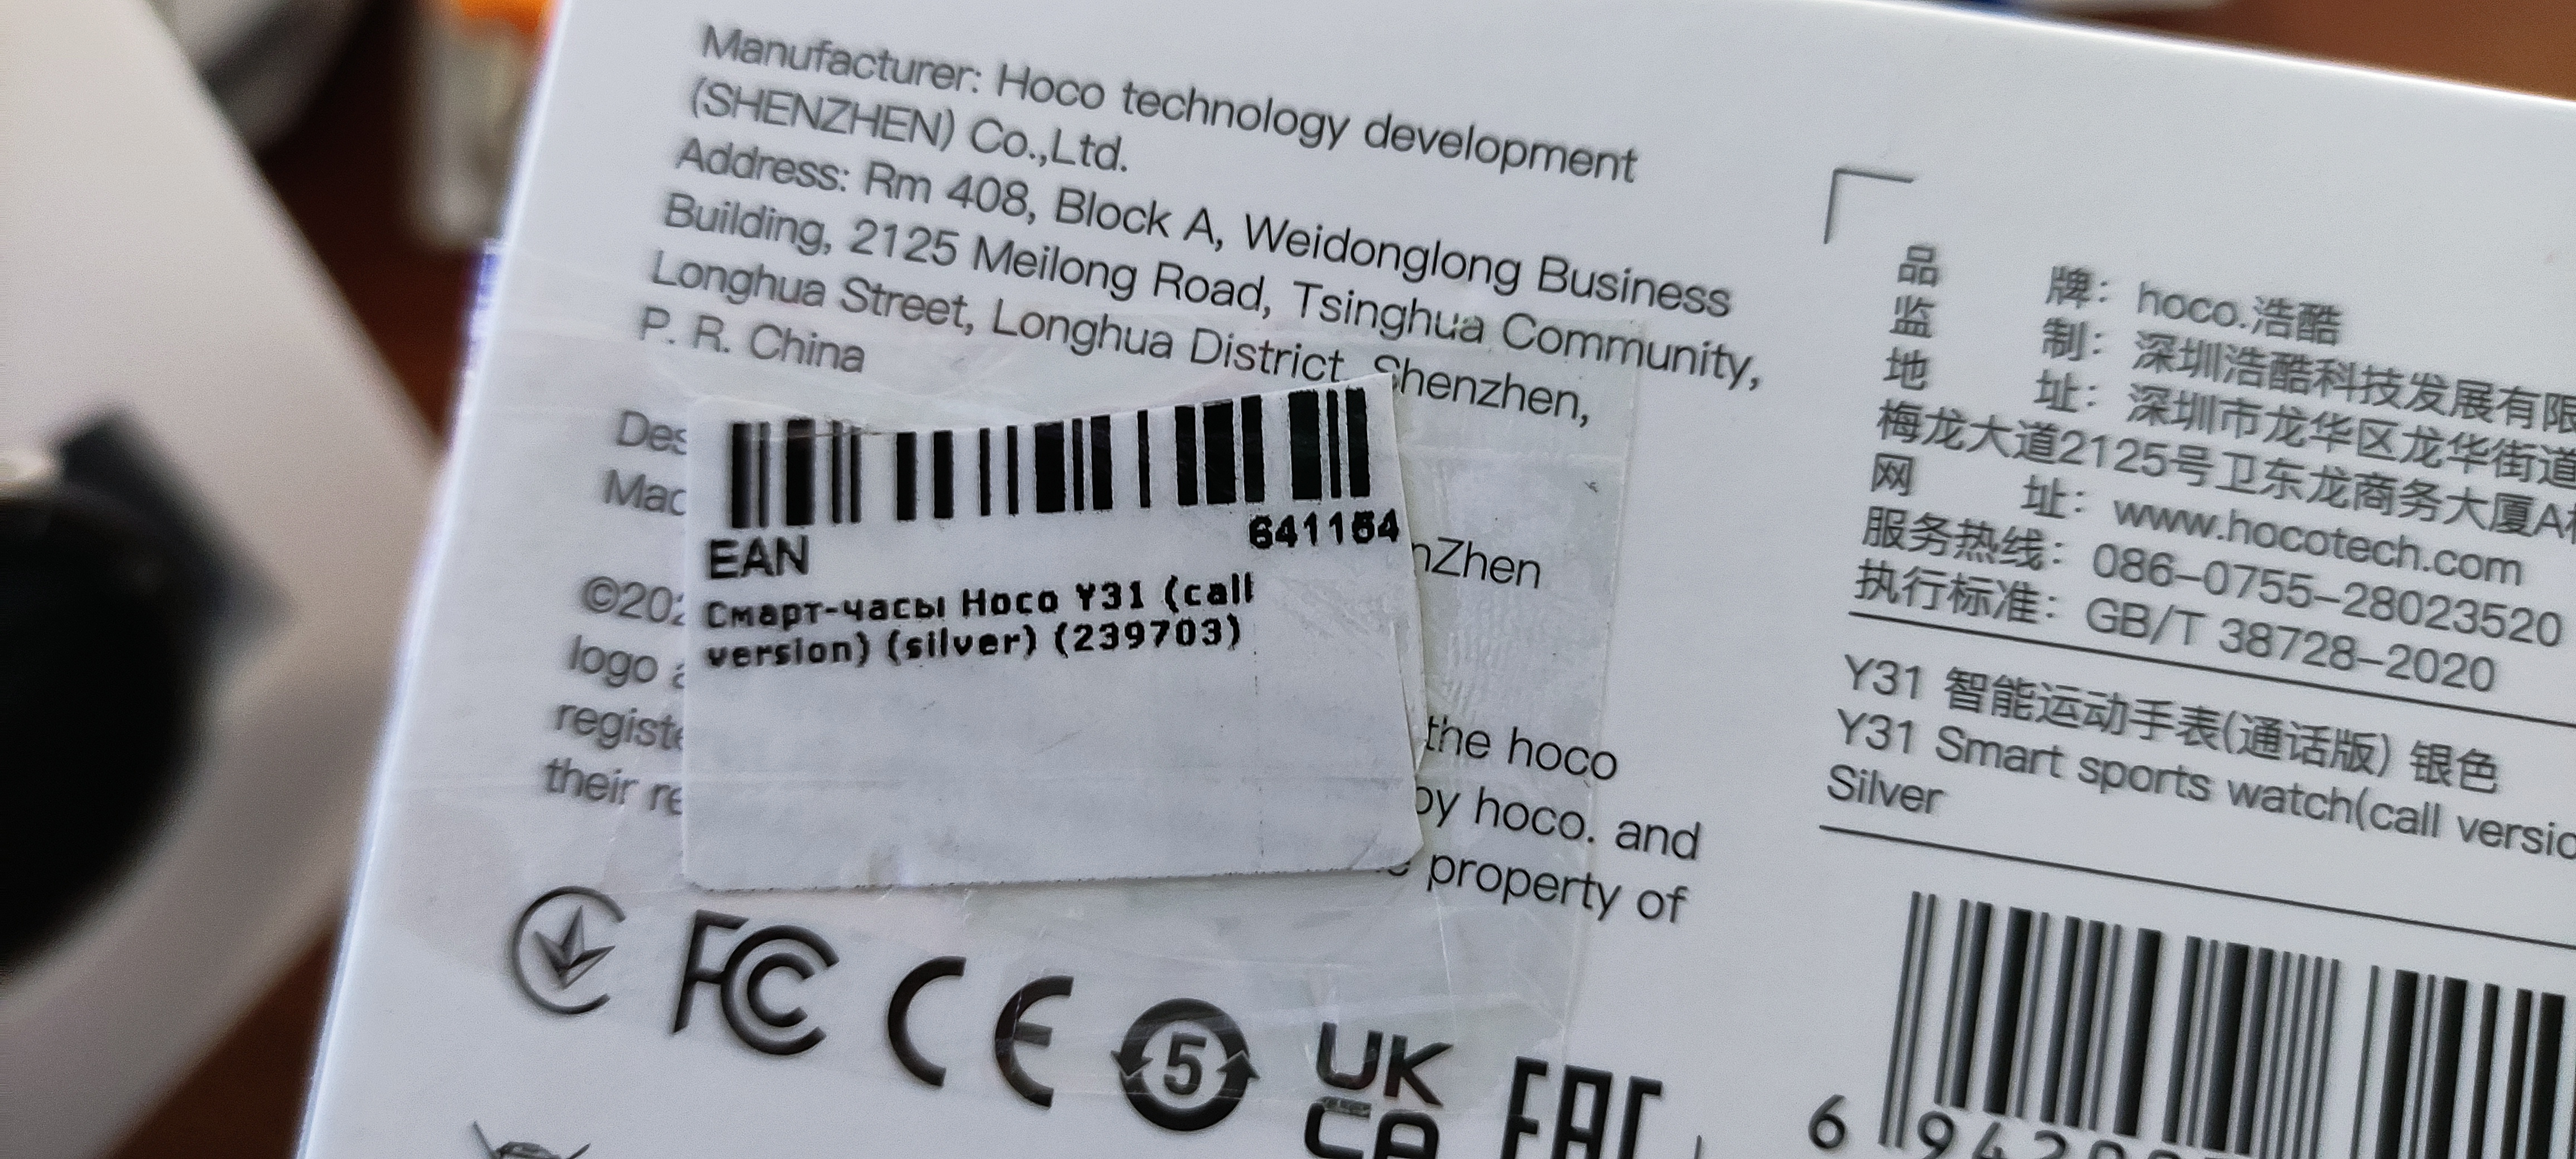 Manufacturer: Hoco technology development
(SHENZHEN) Co.,Ltd.
Address: Rm 408, Block A, Weidonglong Business
Building, 2125 Meilong Road, Tsinghua Community,
Longhua Street, Longhua District, Shenzhen,
P. R. China
641154
EAN
Смарт-часы Hoco Y31 (call
version) (silver) (239703)
the hoco
by hoco. and
logo
their
property of
FC CE 5 UK
CA EAC
品 牌：hoco.浩酷
监 制：深圳浩酷科技发展有限
地 址：深圳市龙华区龙华街道
梅龙大道2125号卫东龙商务大厦A
网 址：www.hocotech.com
服务热线：086-0755-28023520
执行标准：GB/T 38728-2020
Y31 智能运动手表(通话版) 银色
Y31 Smart sports watch(call
Silver
6